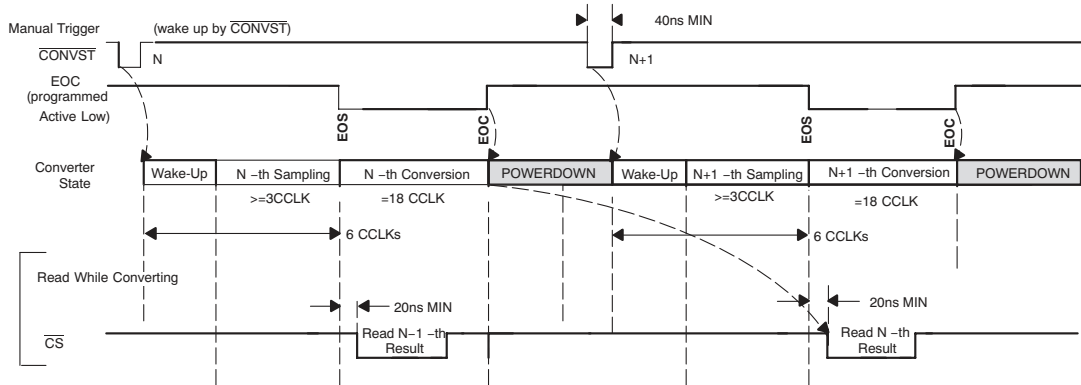 40ns MIN
Manual Trigger (wake up by CONVST)
CONVST N N+1
EOC
(programmed
Active Low)
EOS EOC EOS EOC
Converter
State
Wake-Up N −th Sampling N −th Conversion POWERDOWN Wake-Up N+1 −th Sampling N+1 −th Conversion POWERDOWN
>=3CCLK =18 CCLK >=3CCLK =18 CCLK
6 CCLKs 6 CCLKs
Read While Converting
20ns MIN 20ns MIN
CS
Read N−1 −th
Result
Read N −th
Result